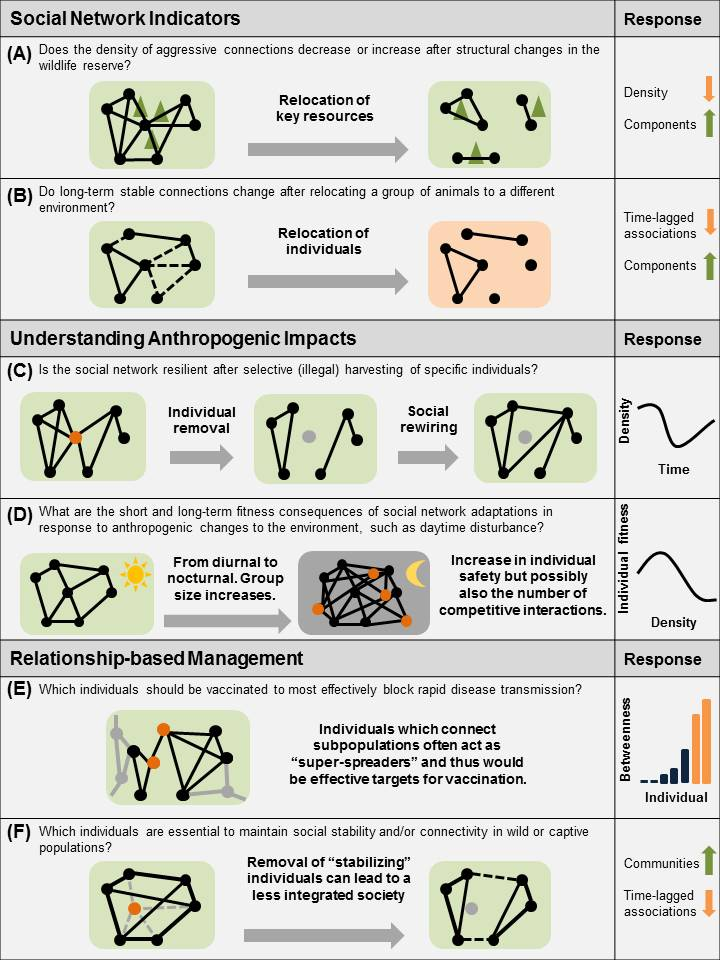 Social Network Indicators
Response
(A) Does the density of aggressive connections decrease or increase after structural changes in the
wildlife reserve?
Relocation of
key resources
Density
Components
(B) Do long-term stable connections change after relocating a group of animals to a different
environment?
Relocation of
individuals
Time-lagged
associations
Components
Understanding Anthropogenic Impacts
Response
(C) Is the social network resilient after selective (illegal) harvesting of specific individuals?
Individual
removal
Social
rewiring
Density
Time
(D) What are the short and long-term fitness consequences of social network adaptations in
response to anthropogenic changes to the environment, such as daytime disturbance?
From diurnal to
nocturnal. Group
size increases.
Increase in individual
safety but possibly
also the number of
competitive interactions.
Individual fitness
Density
Relationship-based Management
Response
(E) Which individuals should be vaccinated to most effectively block rapid disease transmission?
Individuals which connect
subpopulations often act as
“super-spreaders” and thus would
be effective targets for vaccination.
Betweenness
Individual
(F) Which individuals are essential to maintain social stability and/or connectivity in wild or captive
populations?
Removal of “stabilizing”
individuals can lead to a
less integrated society
Communities
Time-lagged
associations